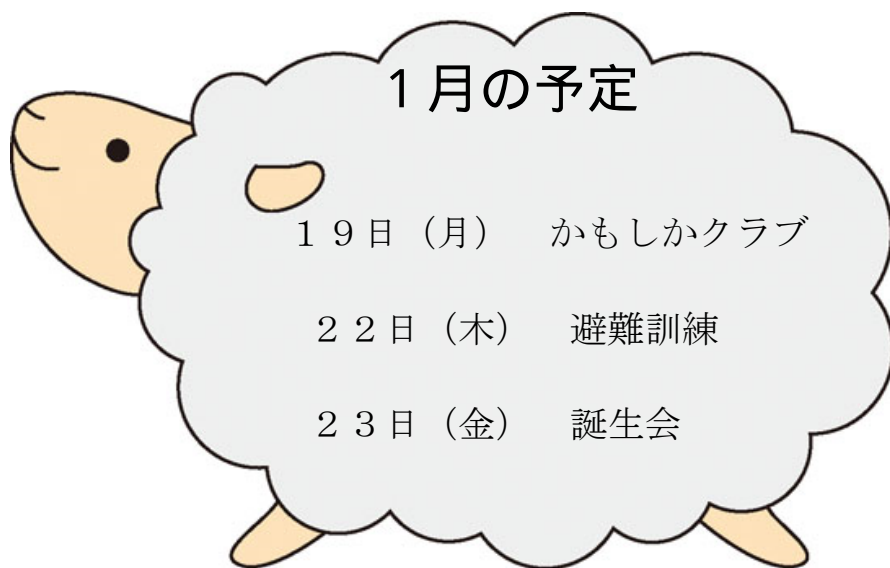 １月の予定
１９日（月）　かもしかクラブ
２２日（木）　避難訓練
２３日（金）　誕生会